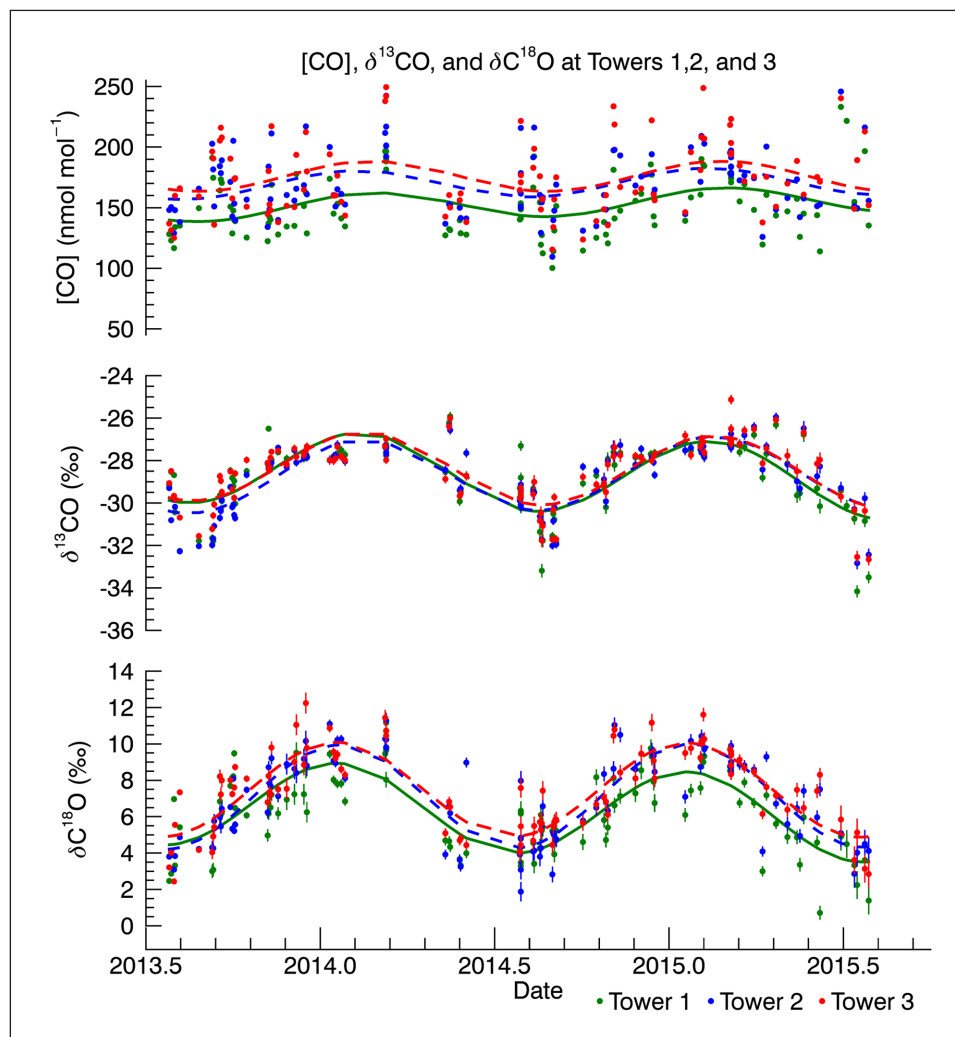 [CO], δ¹³CO, and δC¹⁸O at Towers 1,2, and 3
250
200
150
100
50
[CO] (nmol mol⁻¹)
-24
-26
-28
-30
-32
-34
-36
δ¹³CO (‰)
14
12
10
8
6
4
2
0
δC¹⁸O (‰)
2013.5 2014.0 2014.5 2015.0 2015.5
Date
Tower 1 Tower 2 Tower 3